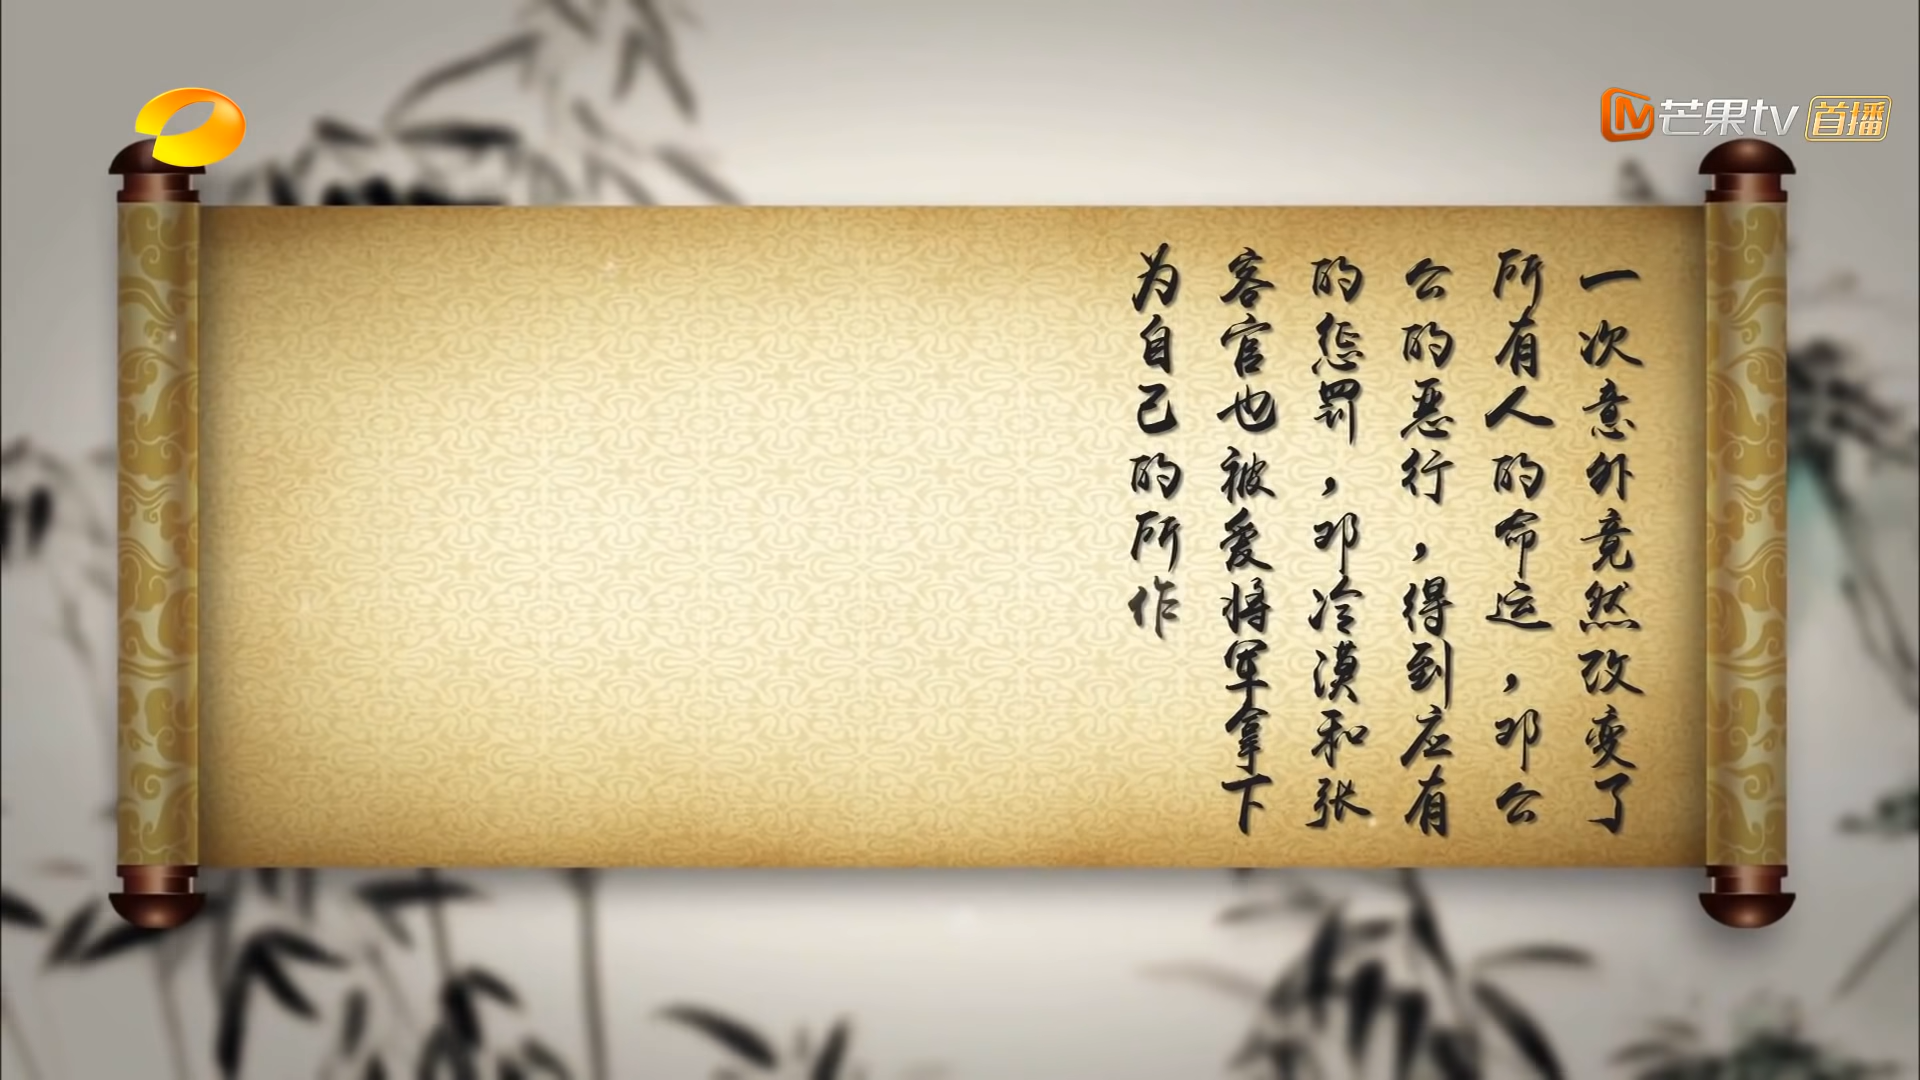 芒果tv 首播
一次意外竟然改变了
所有人的命运，邓公
公的恶行，得到应有
的惩罚，邓冷漠和张
客官也被爱将军拿下
为自己的所作